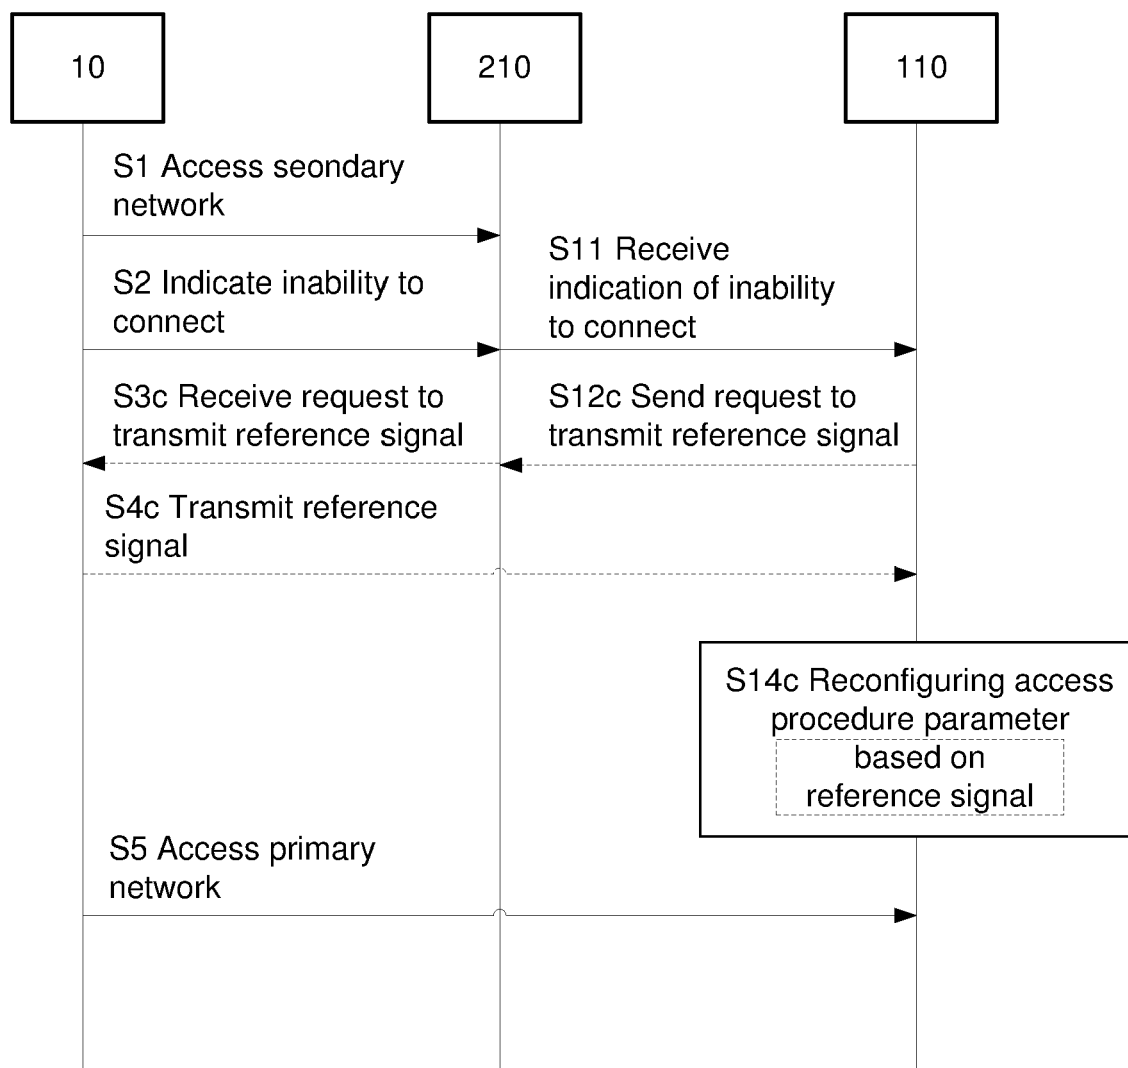 10
210
110
S1 Access seondary
network
S2 Indicate inability to
connect
S11 Receive
indication of inability
to connect
S3c Receive request to
transmit reference signal
S12c Send request to
transmit reference signal
S4c Transmit reference
signal
S14c Reconfiguring access
procedure parameter
based on
reference signal
S5 Access primary
network